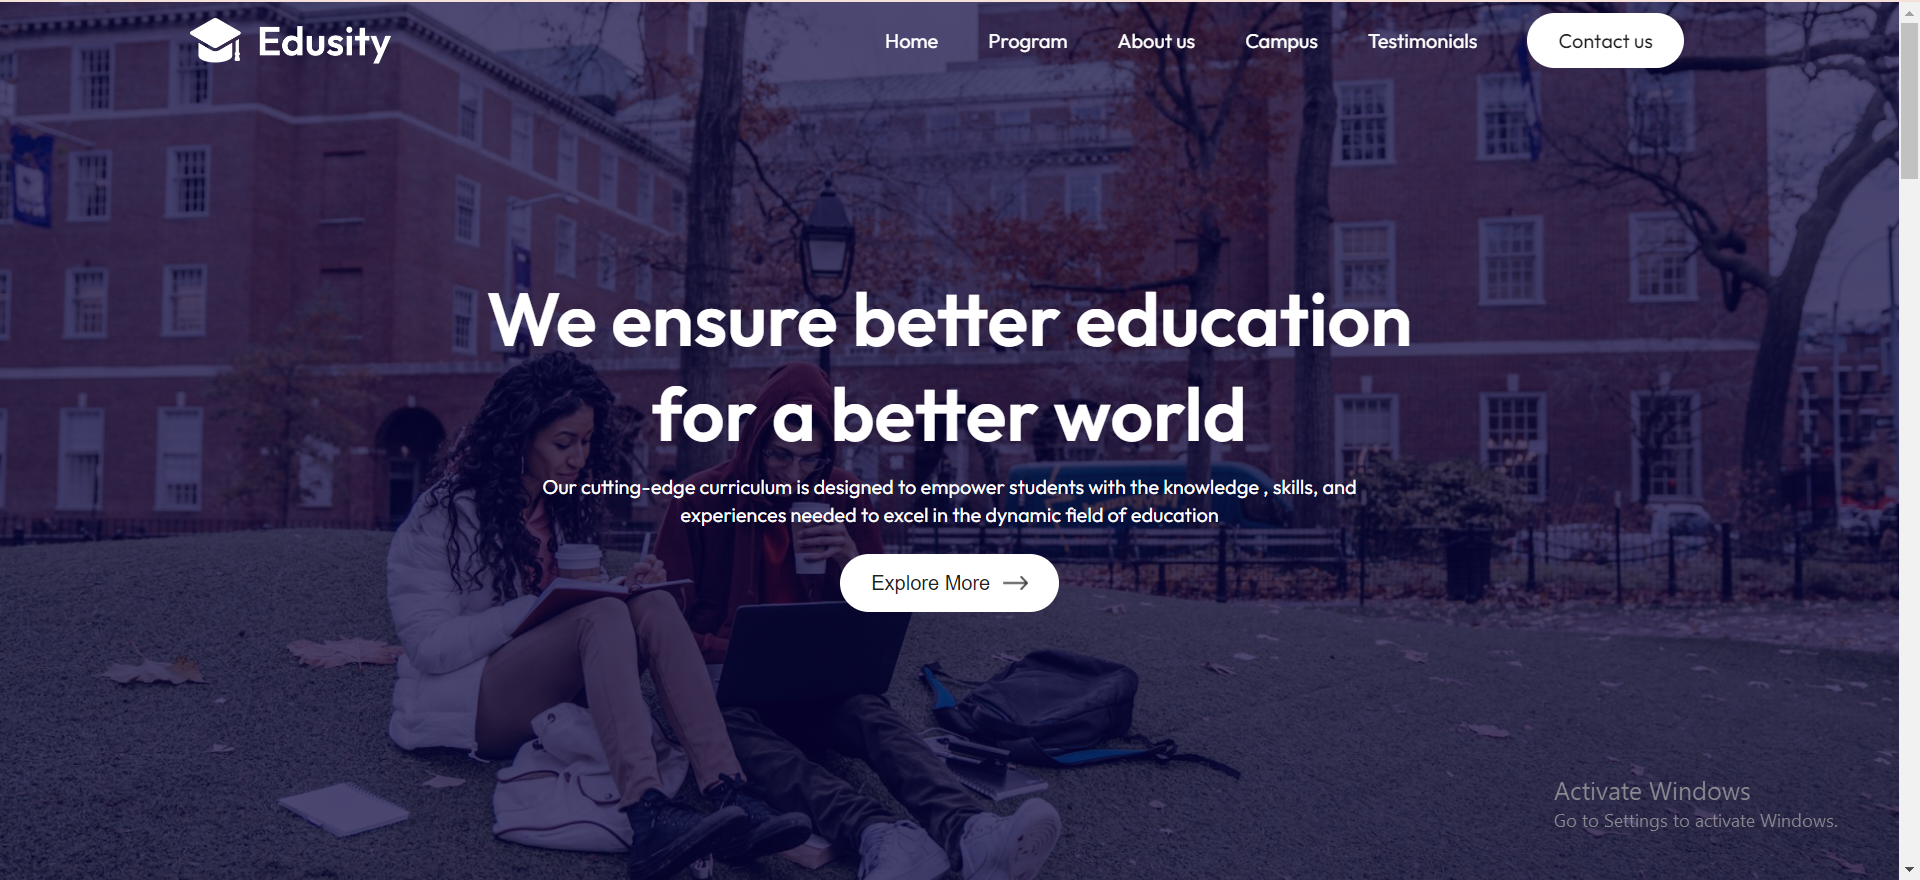 Edusity
Home Program About us Campus Testimonials Contact us
We ensure better education
for a better world
Our cutting-edge curriculum is designed to empower students with the knowledge , skills, and
experiences needed to excel in the dynamic field of education
Explore More
Activate Windows
Go to Settings to activate Windows.